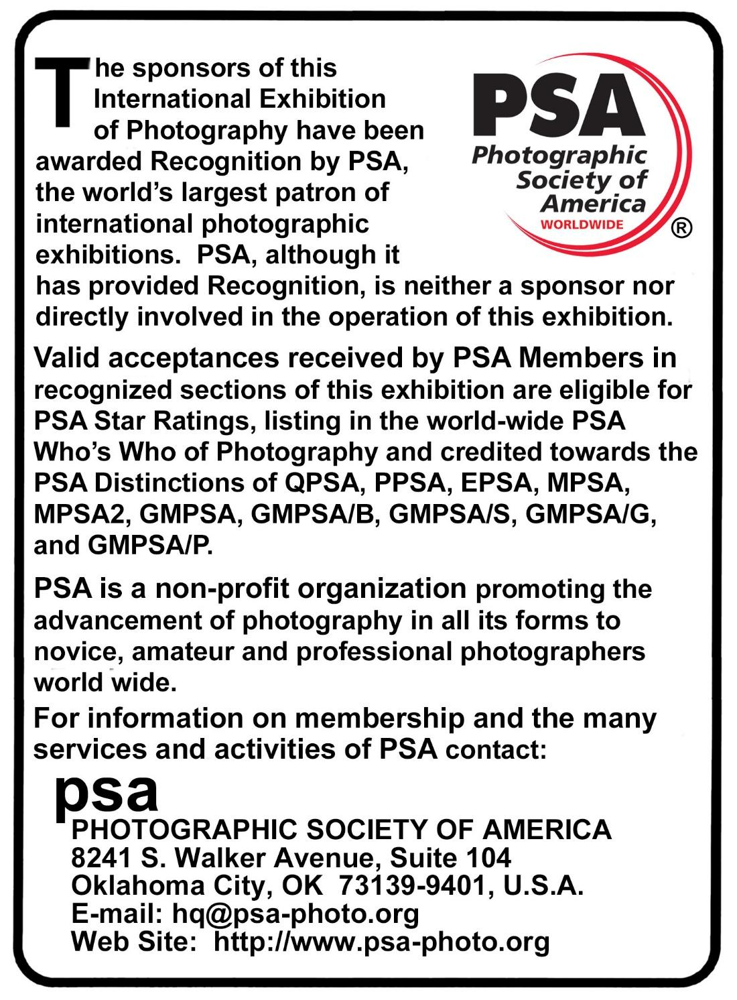 The sponsors of this
International Exhibition
of Photography have been
awarded Recognition by PSA,
the world's largest patron of
international photographic
exhibitions.  PSA, although it
has provided Recognition, is neither a sponsor nor
directly involved in the operation of this exhibition.
PSA
Photographic
Society of
America
WORLDWIDE
®
Valid acceptances received by PSA Members in
recognized sections of this exhibition are eligible for
PSA Star Ratings, listing in the world-wide PSA
Who's Who of Photography and credited towards the
PSA Distinctions of QPSA, PPSA, EPSA, MPSA,
MPSA2, GMPSA, GMPSA/B, GMPSA/S, GMPSA/G,
and GMPSA/P.
PSA is a non-profit organization promoting the
advancement of photography in all its forms to
novice, amateur and professional photographers
world wide.
For information on membership and the many
services and activities of PSA contact:
psa
PHOTOGRAPHIC SOCIETY OF AMERICA
8241 S. Walker Avenue, Suite 104
Oklahoma City, OK  73139-9401, U.S.A.
E-mail: hq@psa-photo.org
Web Site:  http://www.psa-photo.org